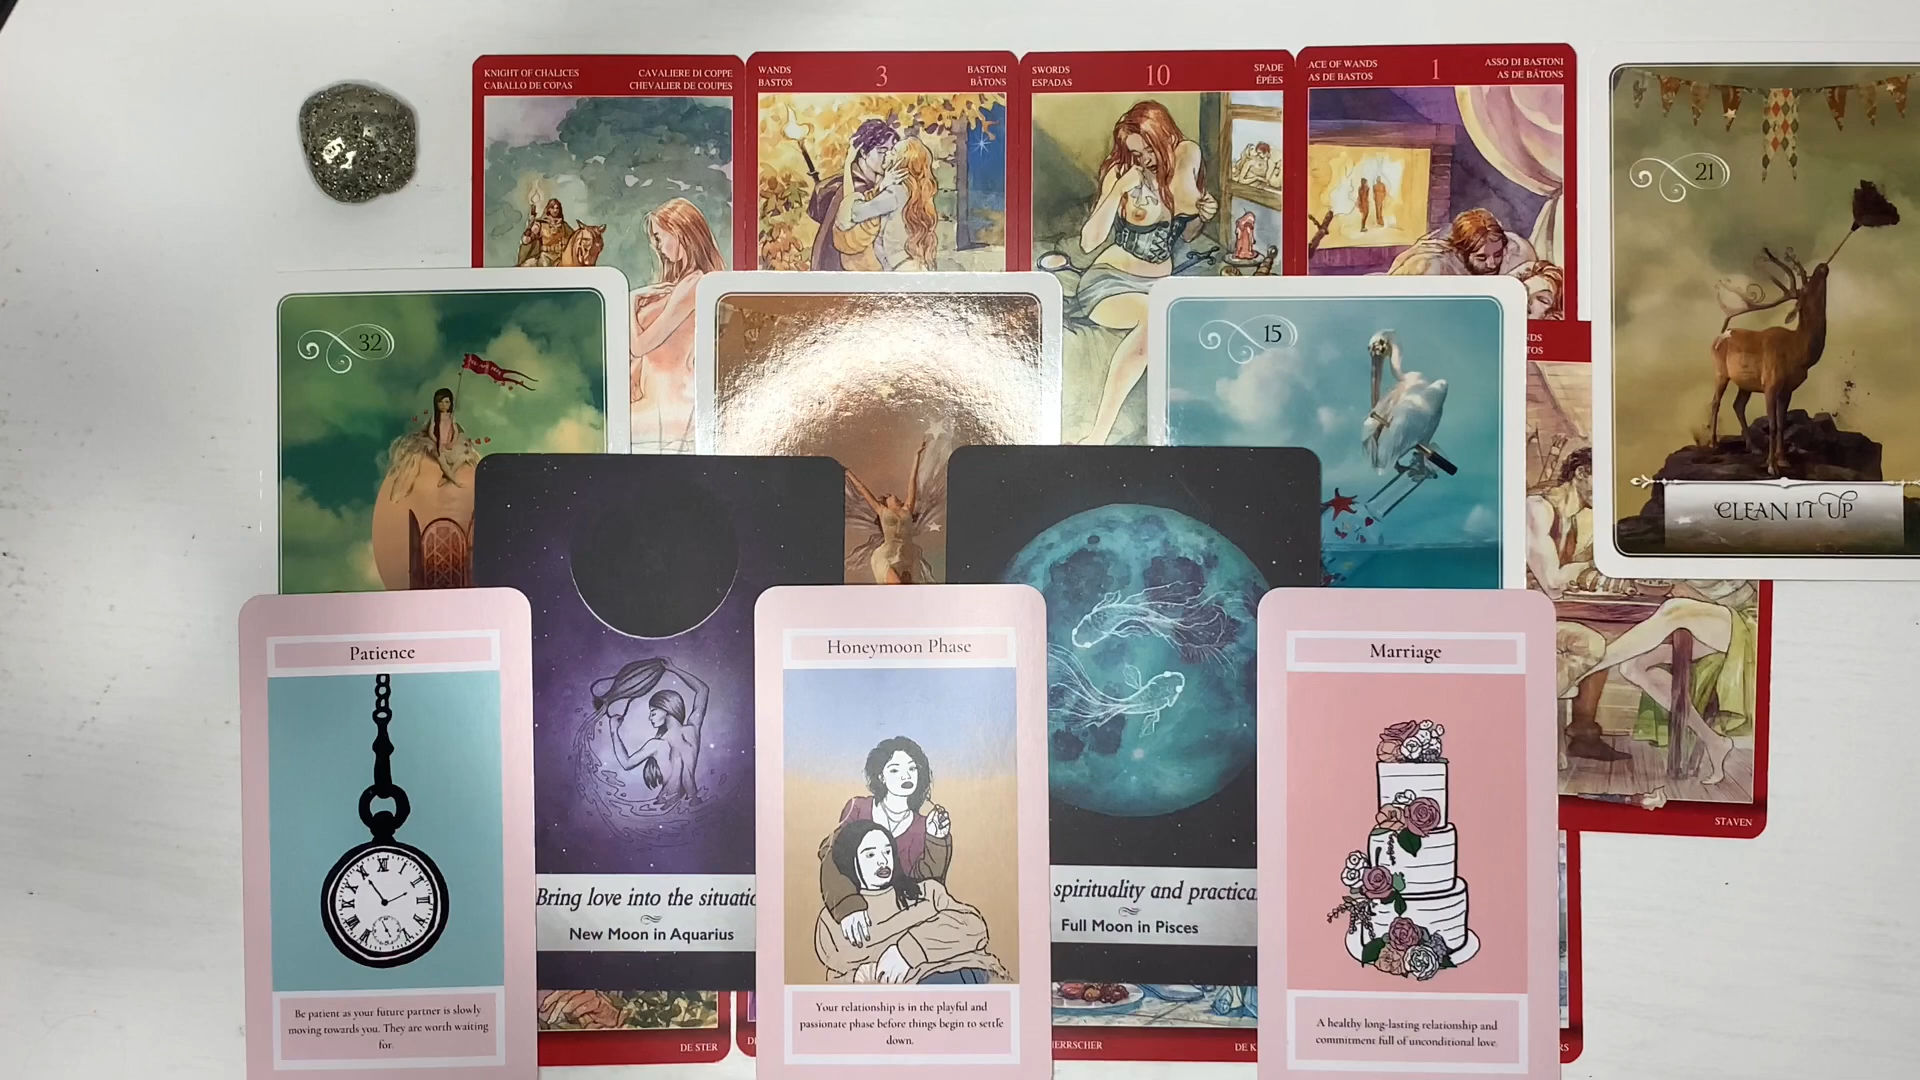 KNIGHT OF CHALICES
CABALLO DE COPAS
CAVALIERE DI COPPE
CHEVALIER DE COUPES
WANDS
BASTOS
3
BASTONI
BÂTONS
SWORDS
ESPADAS
10
SPADE
ÉPÉES
ACE OF WANDS
AS DE BASTOS
1
ASSO DI BASTONI
AS DE BÂTONS
21
CLEAN IT UP
32
15
NDS
TOS
STAVEN
Patience
Be patient as your future partner is slowly
moving towards you. They are worth waiting
for.
Bring love into the situatio
New Moon in Aquarius
Honeymoon Phase
Your relationship is in the playful and
passionate phase before things begin to settle
down.
spirituality and practica
Full Moon in Pisces
Marriage
A healthy long-lasting relationship and
commitment full of unconditional love.
DE STER
HERRSCHER
DE K
RS